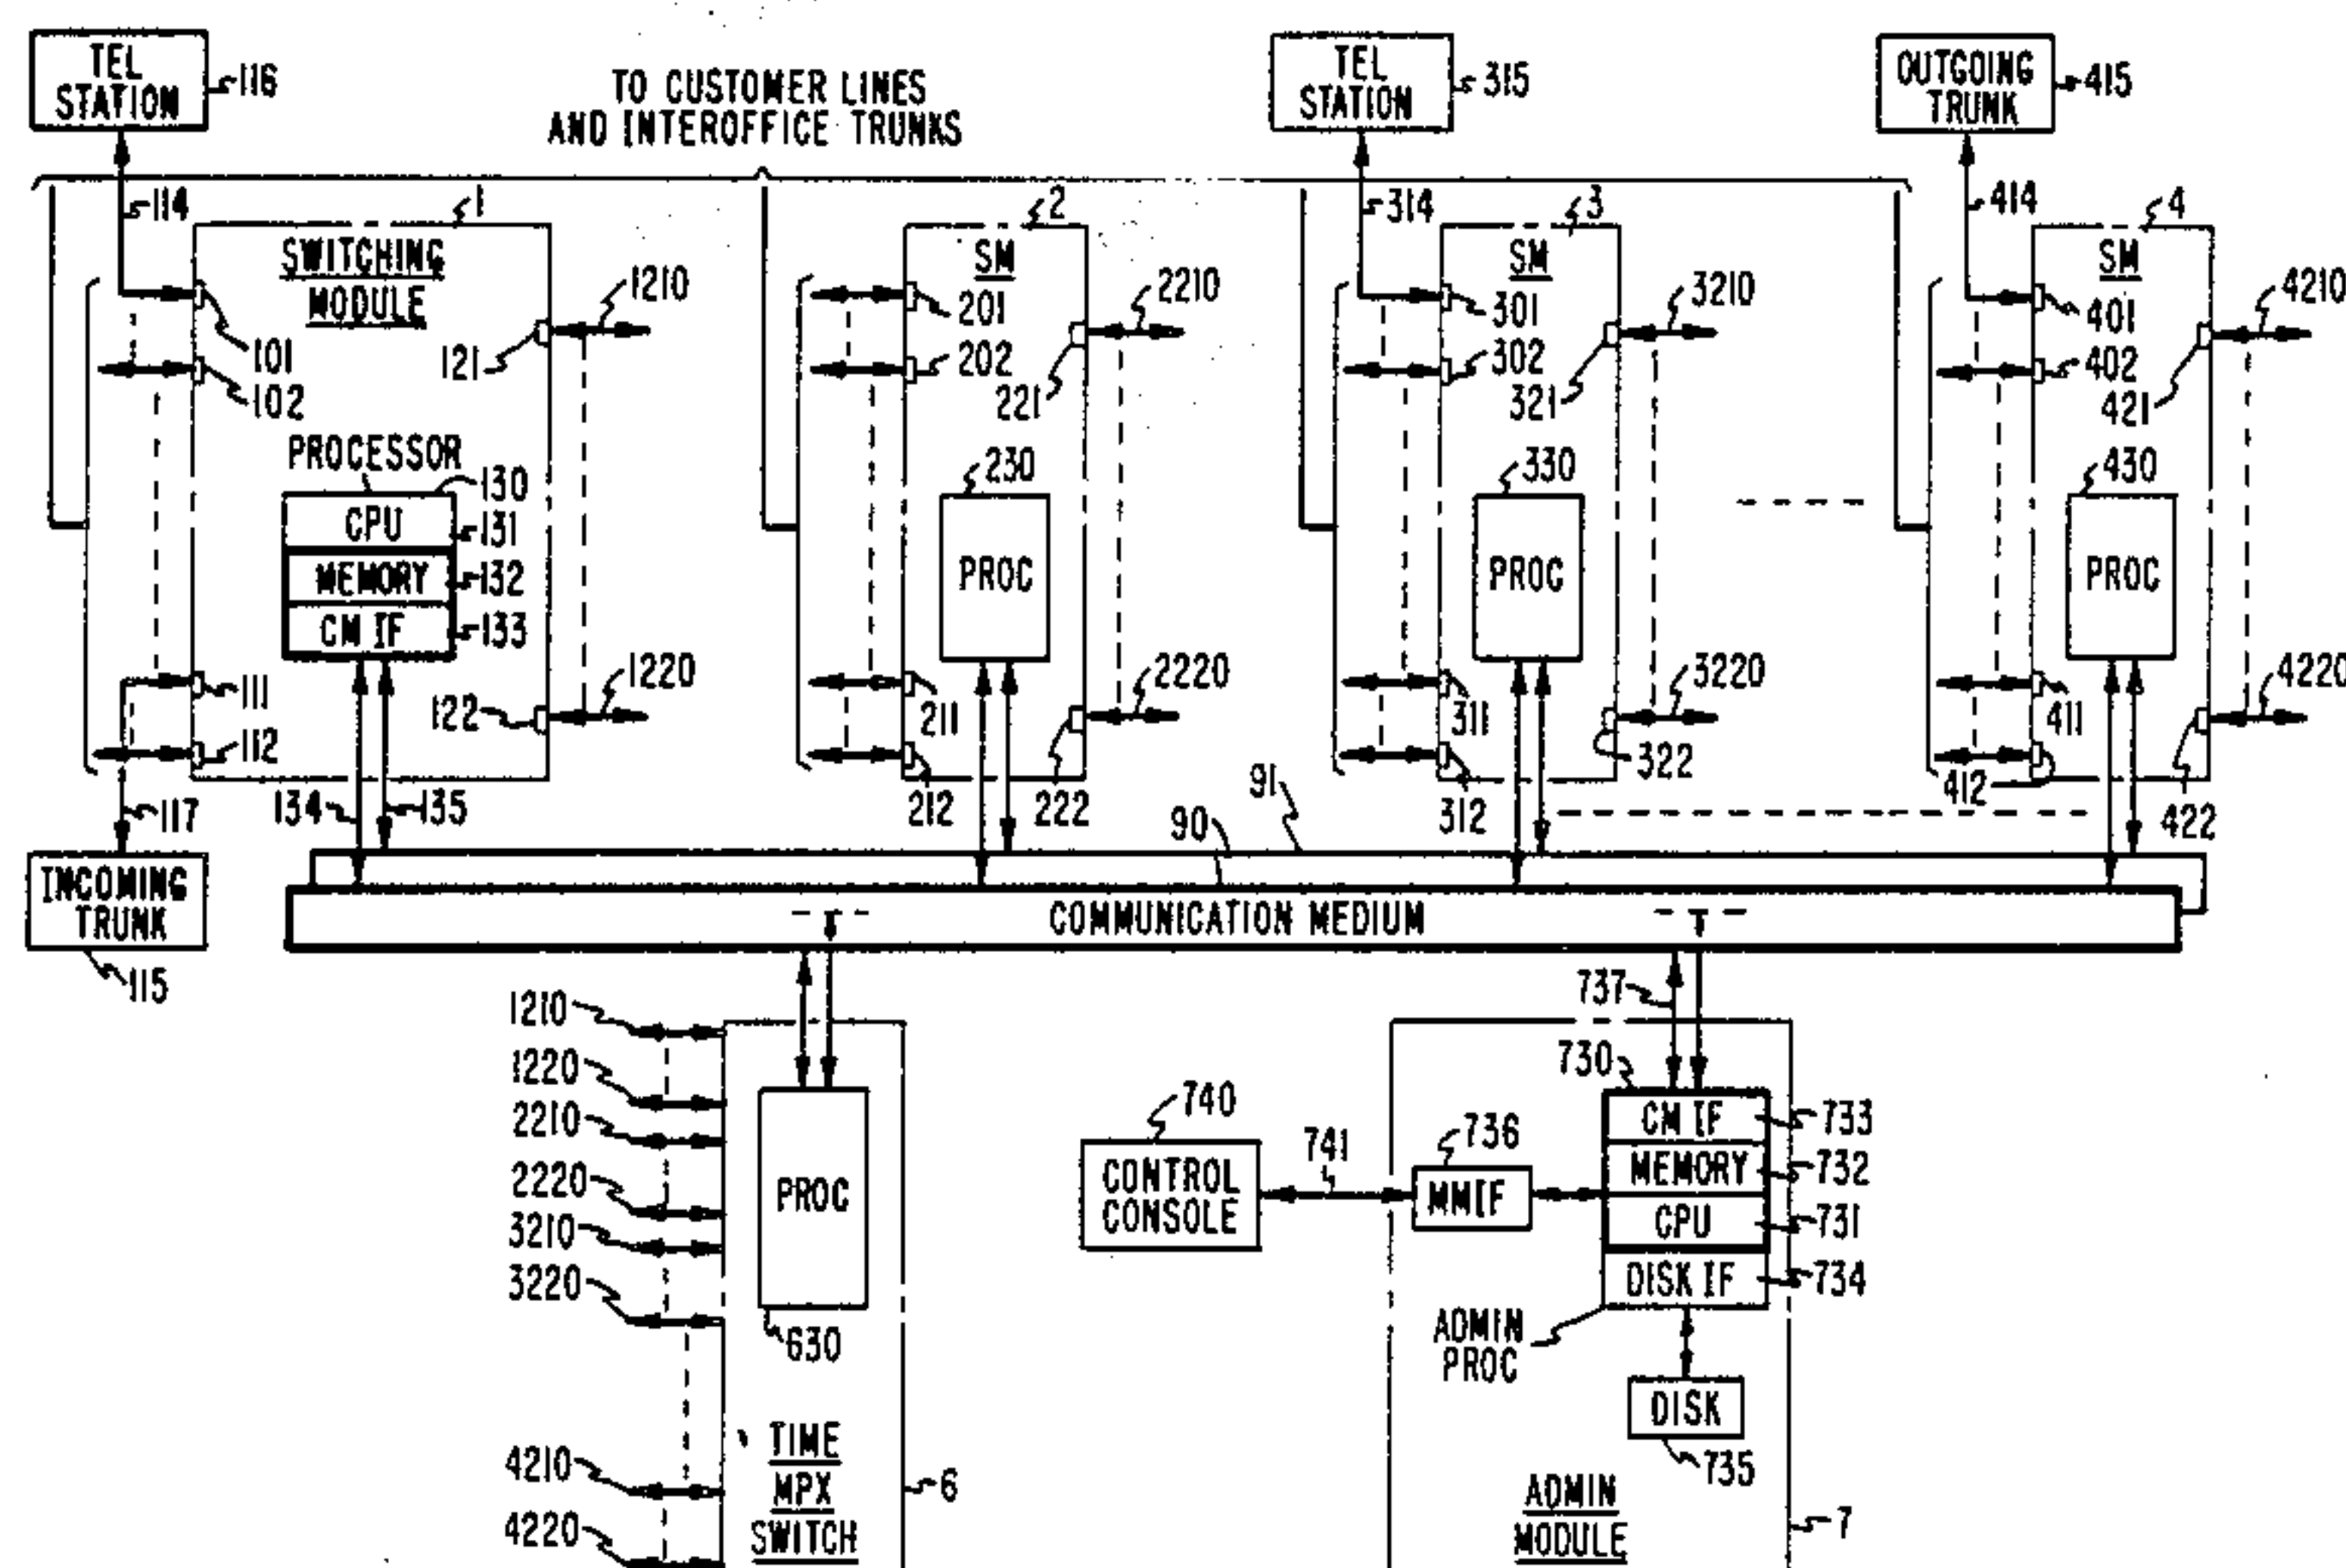 TEL
STATION
116
TO CUSTOMER LINES
AND INTEROFFICE TRUNKS
TEL
STATION
315
OUTGOING
TRUNK
415
114
1
2
314
3
414
4
SWITCHING
MODULE
SM
SM
SM
1210
2210
3210
4210
101
102
121
201
202
221
301
302
321
401
402
421
PROCESSOR
130
CPU
131
MEMORY
132
CM IF
133
230
PROC
330
PROC
430
PROC
111
112
122
1220
211
212
222
2220
311
312
322
3220
411
412
422
4220
117
134
135
90
91
INCOMING
TRUNK
115
COMMUNICATION MEDIUM
1210
1220
2210
2220
3210
3220
4210
4220
PROC
630
TIME
MPX
SWITCH
6
740
CONTROL
CONSOLE
741
736
MMIF
737
730
CM IF
733
MEMORY
732
CPU
731
DISK IF
734
ADMIN
PROC
DISK
735
ADMIN
MODULE
7